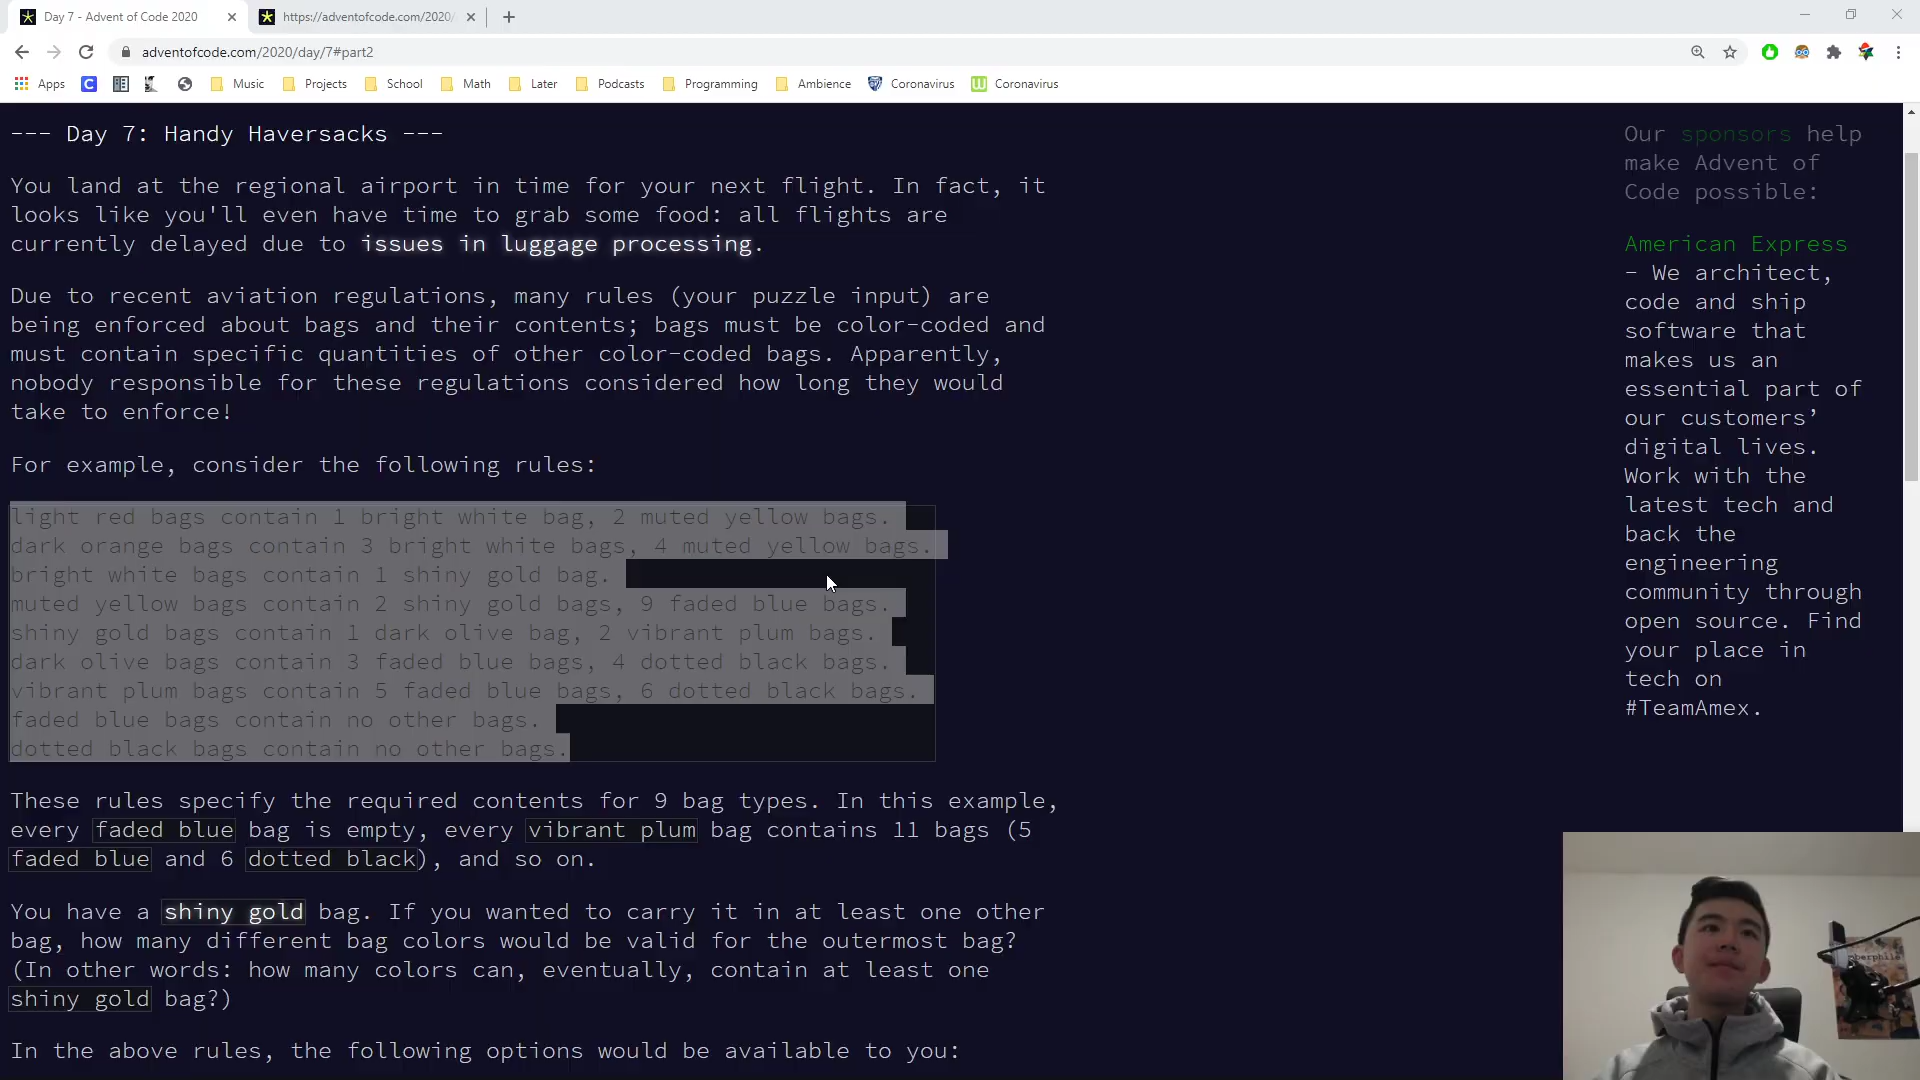 Day 7 - Advent of Code 2020
https://adventofcode.com/2020/
adventofcode.com/2020/day/7#part2
Apps
Music
Projects
School
Math
Later
Podcasts
Programming
Ambience
Coronavirus
Coronavirus
--- Day 7: Handy Haversacks ---
You land at the regional airport in time for your next flight. In fact, it
looks like you'll even have time to grab some food: all flights are
currently delayed due to issues in luggage processing.
Due to recent aviation regulations, many rules (your puzzle input) are
being enforced about bags and their contents; bags must be color-coded and
must contain specific quantities of other color-coded bags. Apparently,
nobody responsible for these regulations considered how long they would
take to enforce!
For example, consider the following rules:
light red bags contain 1 bright white bag, 2 muted yellow bags.
dark orange bags contain 3 bright white bags, 4 muted yellow bags.
bright white bags contain 1 shiny gold bag.
muted yellow bags contain 2 shiny gold bags, 9 faded blue bags.
shiny gold bags contain 1 dark olive bag, 2 vibrant plum bags.
dark olive bags contain 3 faded blue bags, 4 dotted black bags.
vibrant plum bags contain 5 faded blue bags, 6 dotted black bags.
faded blue bags contain no other bags.
dotted black bags contain no other bags.
These rules specify the required contents for 9 bag types. In this example,
every faded blue bag is empty, every vibrant plum bag contains 11 bags (5
faded blue and 6 dotted black), and so on.
You have a shiny gold bag. If you wanted to carry it in at least one other
bag, how many different bag colors would be valid for the outermost bag?
(In other words: how many colors can, eventually, contain at least one
shiny gold bag?)
In the above rules, the following options would be available to you:
Our sponsors help
make Advent of
Code possible:
American Express
- We architect,
code and ship
software that
makes us an
essential part of
our customers’
digital lives.
Work with the
latest tech and
back the
engineering
community through
open source. Find
your place in
tech on
#TeamAmex.